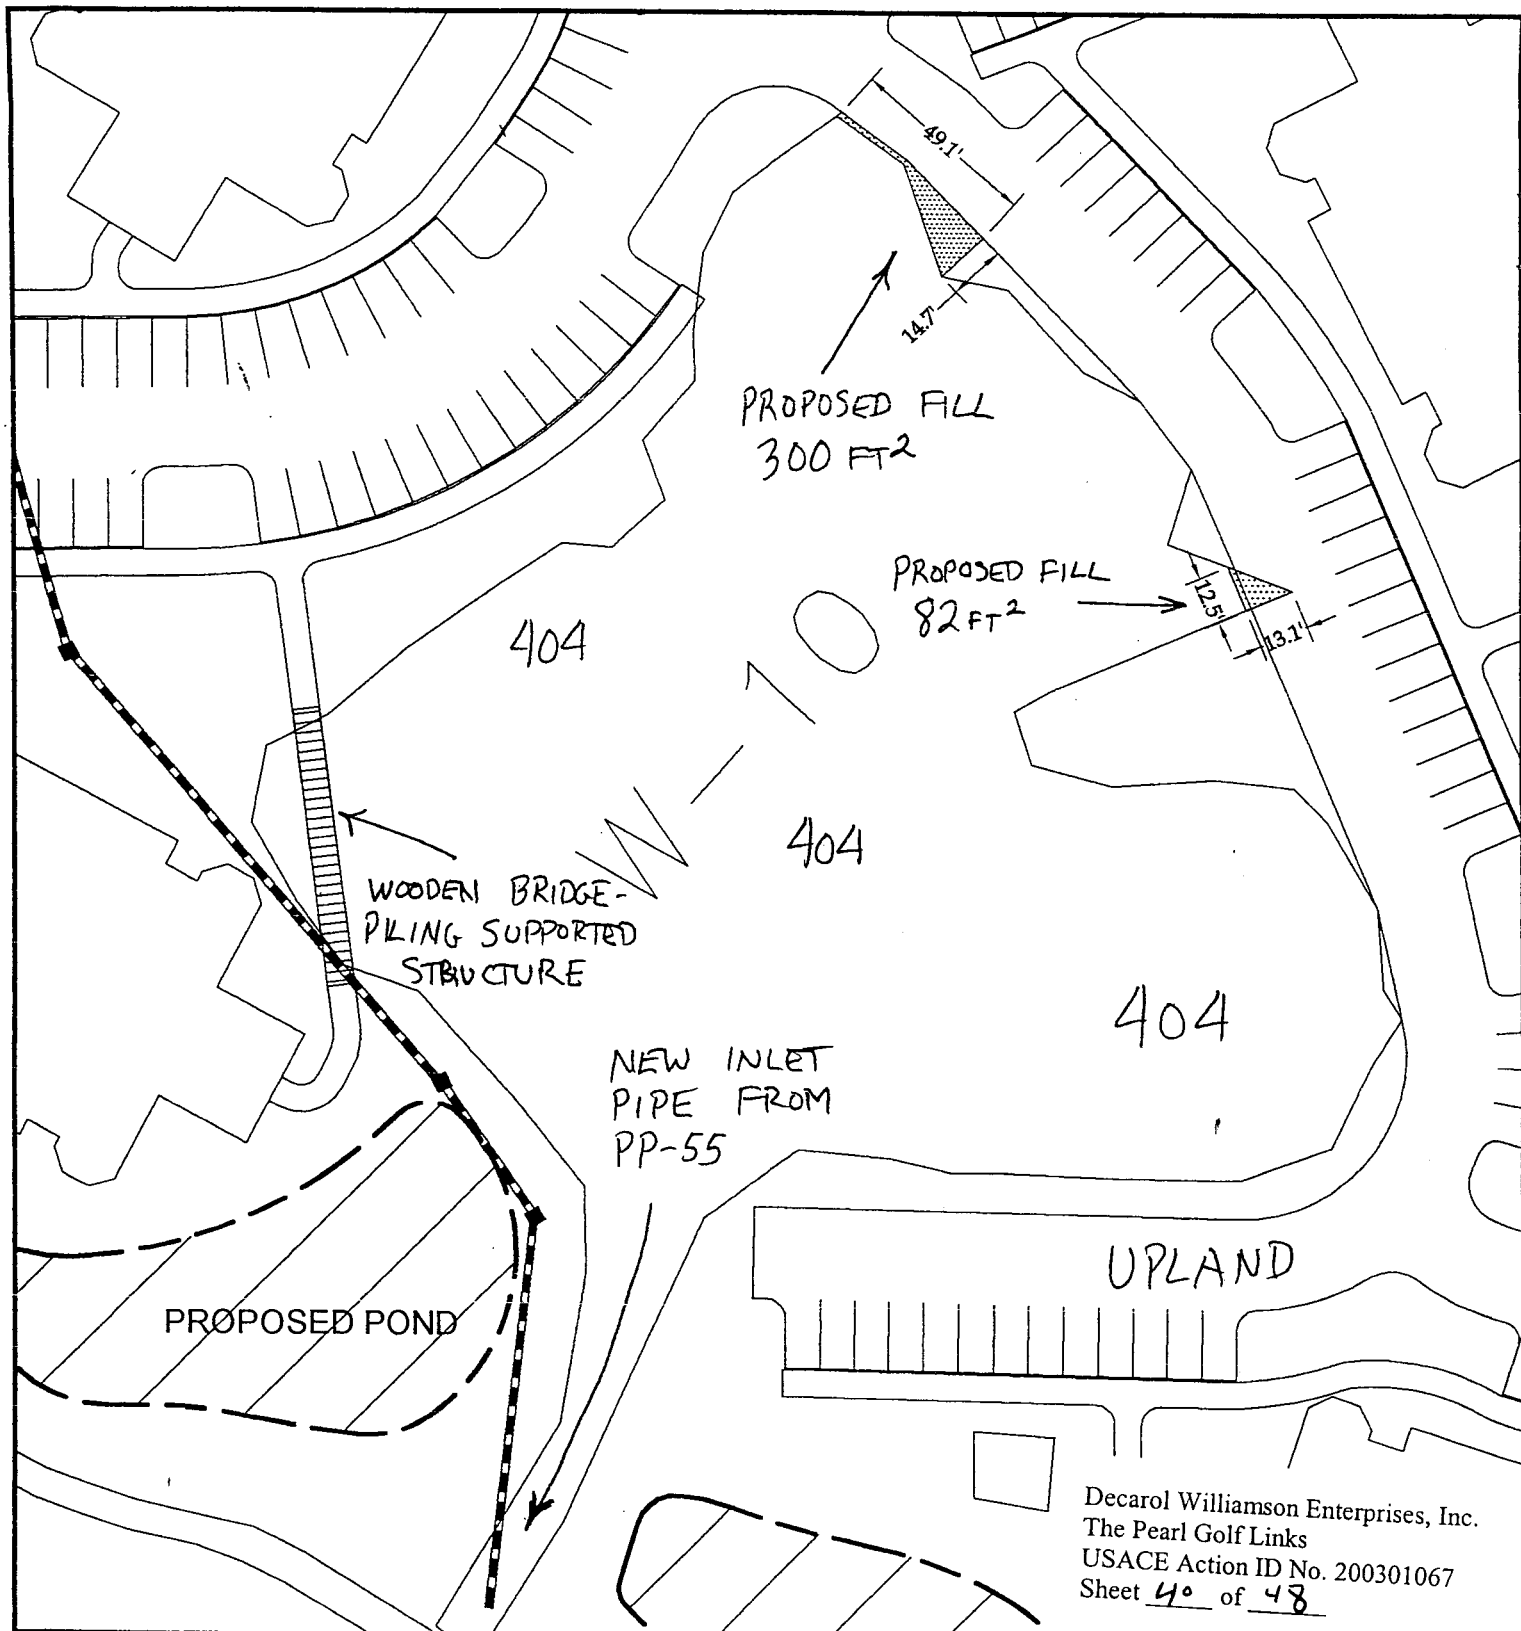 49.1'
14.7'
PROPOSED FILL
300 FT²
PROPOSED FILL
82 FT²
12.5'
13.1'
404
W-10
404
WOODEN BRIDGE-
PILING SUPPORTED
STRUCTURE
404
NEW INLET
PIPE FROM
PP-55
UPLAND
PROPOSED POND
Decarol Williamson Enterprises, Inc.
The Pearl Golf Links
USACE Action ID No. 200301067
Sheet 40 of 48